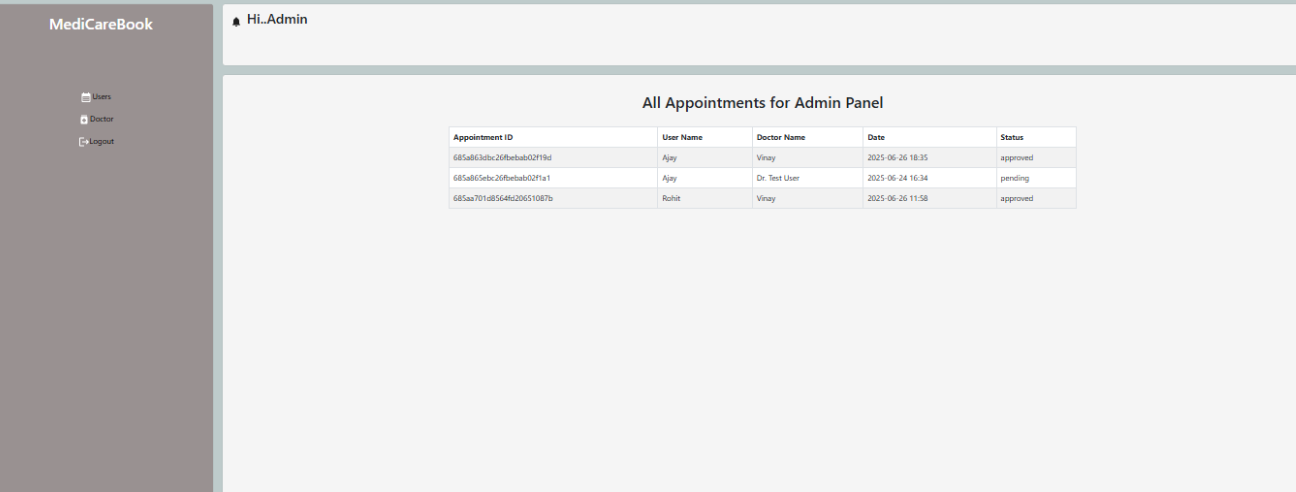 MediCareBook
Hi..Admin
Users
Doctor
Logout
All Appointments for Admin Panel
Appointment ID User Name Doctor Name Date Status
685a863dbc26fbebab02f19d Ajay Vinay 2025-06-26 18:35 approved
685a865ebc26fbebab02f1a1 Ajay Dr. Test User 2025-06-24 16:34 pending
685aa701d8564fd20651087b Rohit Vinay 2025-06-26 11:58 approved